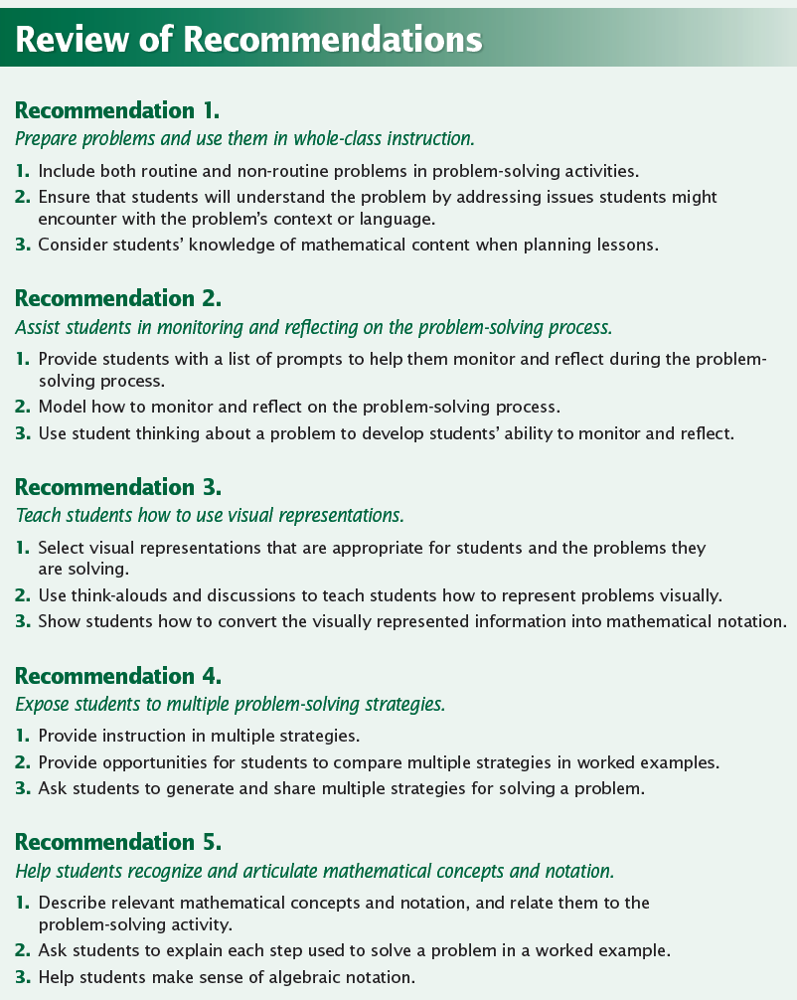 Review of Recommendations
Recommendation 1.
Prepare problems and use them in whole-class instruction.
1. Include both routine and non-routine problems in problem-solving activities.
2. Ensure that students will understand the problem by addressing issues students might
encounter with the problem's context or language.
3. Consider students' knowledge of mathematical content when planning lessons.
Recommendation 2.
Assist students in monitoring and reflecting on the problem-solving process.
1. Provide students with a list of prompts to help them monitor and reflect during the problem-
solving process.
2. Model how to monitor and reflect on the problem-solving process.
3. Use student thinking about a problem to develop students' ability to monitor and reflect.
Recommendation 3.
Teach students how to use visual representations.
1. Select visual representations that are appropriate for students and the problems they
are solving.
2. Use think-alouds and discussions to teach students how to represent problems visually.
3. Show students how to convert the visually represented information into mathematical notation.
Recommendation 4.
Expose students to multiple problem-solving strategies.
1. Provide instruction in multiple strategies.
2. Provide opportunities for students to compare multiple strategies in worked examples.
3. Ask students to generate and share multiple strategies for solving a problem.
Recommendation 5.
Help students recognize and articulate mathematical concepts and notation.
1. Describe relevant mathematical concepts and notation, and relate them to the
problem-solving activity.
2. Ask students to explain each step used to solve a problem in a worked example.
3. Help students make sense of algebraic notation.